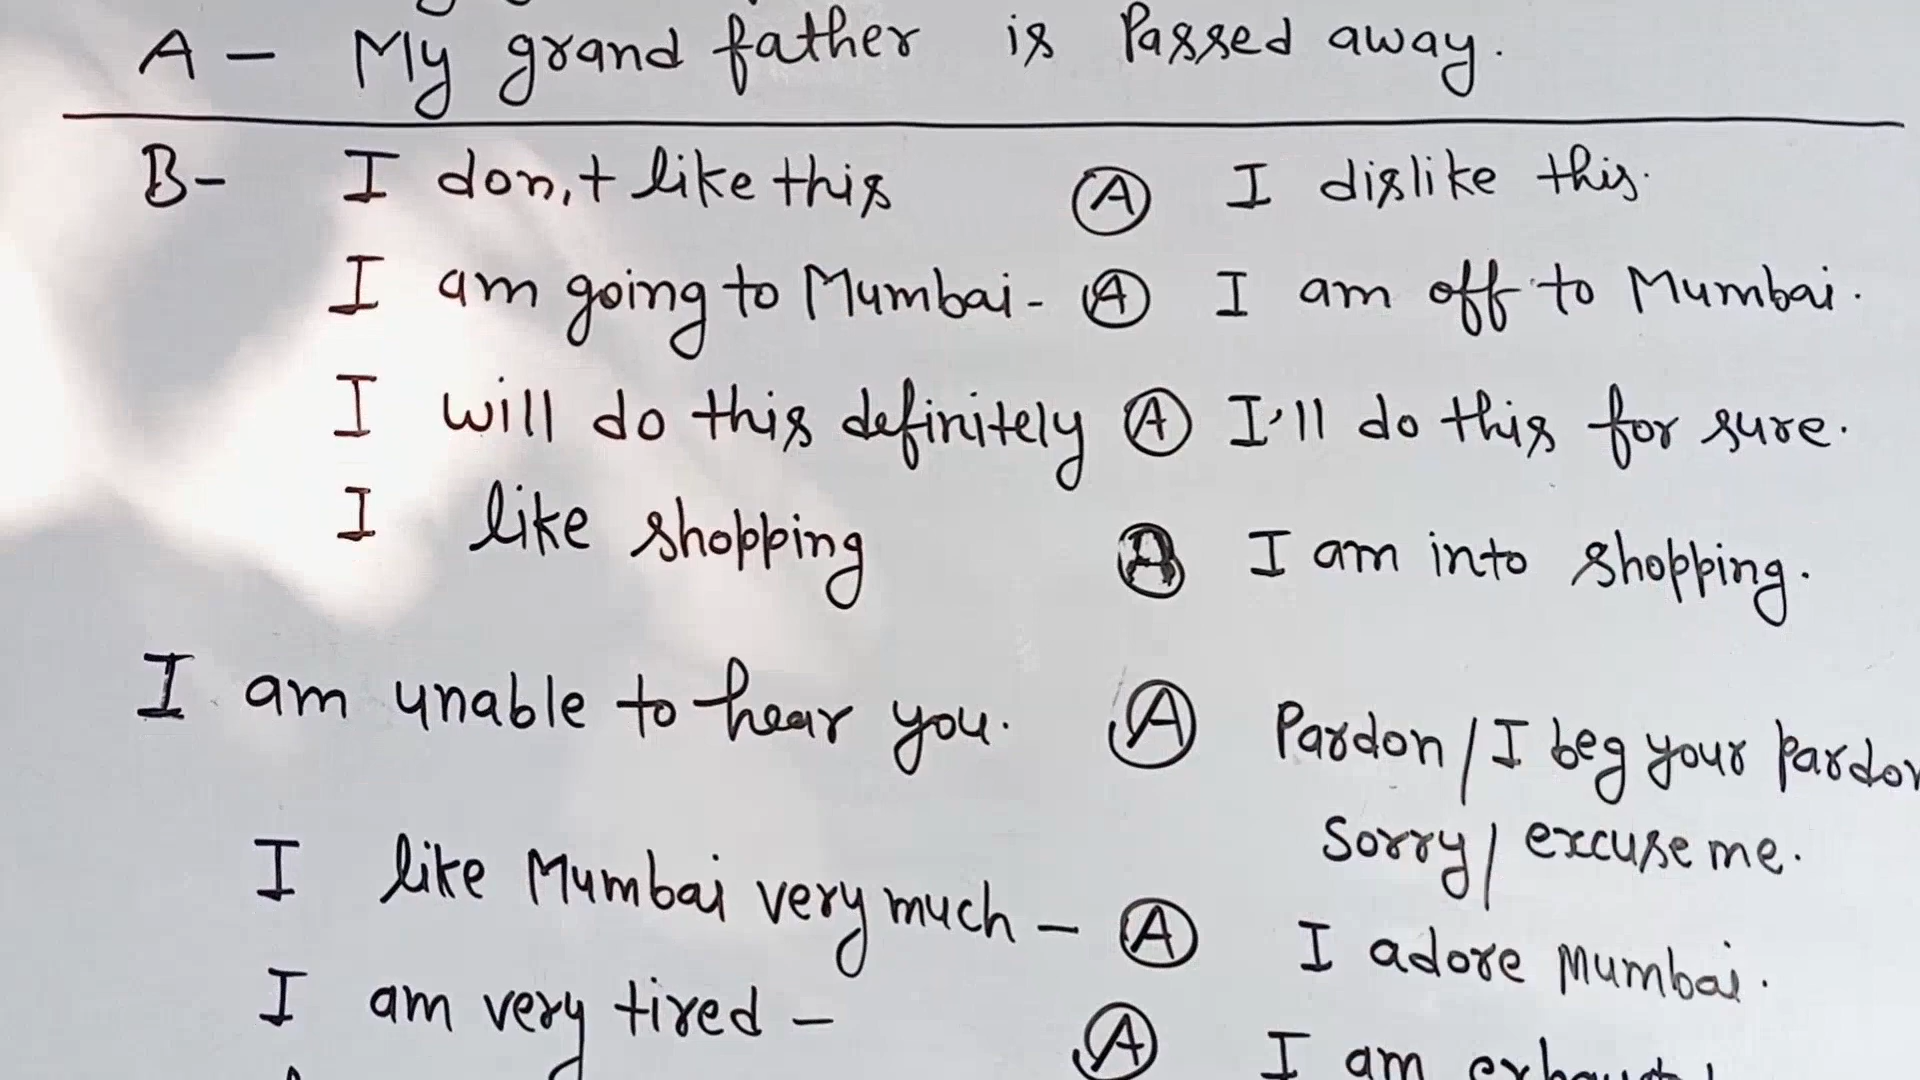 A - My grand father is Passed away.
B- I don,t like this A I dislike this.
I am going to Mumbai - A I am off to Mumbai.
I will do this definitely A I'll do this for sure.
I like shopping A I am into shopping.
I am unable to hear you. A Pardon / I beg your pardon
Sorry / excuse me.
I like Mumbai very much - A I adore Mumbai.
I am very tired - A I am